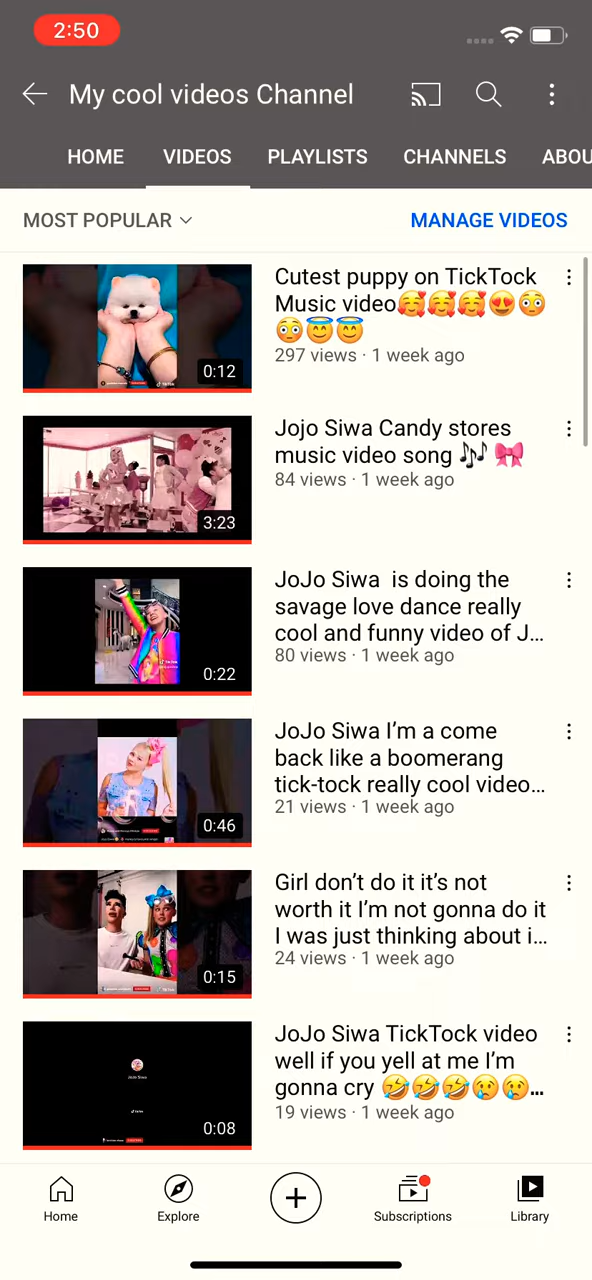 2:50
My cool videos Channel
HOME VIDEOS PLAYLISTS CHANNELS ABOU
MOST POPULAR MANAGE VIDEOS
Cutest puppy on TickTock
Music video🥰🥰🥰😍😳
😳😇😇
297 views · 1 week ago
0:12
Jojo Siwa Candy stores
music video song 🎶 🎀
84 views · 1 week ago
3:23
JoJo Siwa  is doing the
savage love dance really
cool and funny video of J...
80 views · 1 week ago
0:22
JoJo Siwa I’m a come
back like a boomerang
tick-tock really cool video...
21 views · 1 week ago
0:46
Girl don’t do it it’s not
worth it I’m not gonna do it
I was just thinking about i...
24 views · 1 week ago
0:15
JoJo Siwa TickTock video
well if you yell at me I’m
gonna cry 🤣🤣🤣😢😢...
19 views · 1 week ago
JoJo Siwa
0:08
Home Explore Subscriptions Library